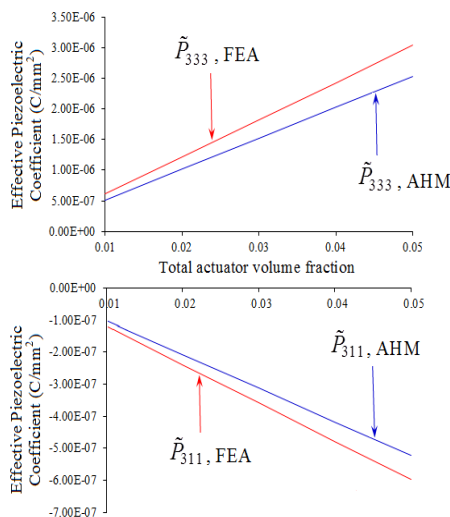 Effective Piezoelectric
Coefficient (C/mm²)
3.50E-06
3.00E-06
2.50E-06
2.00E-06
1.50E-06
1.00E-06
5.00E-07
0.00E+00
P̃₃₃₃ , FEA
P̃₃₃₃ , AHM
0.01 0.02 0.03 0.04 0.05
Total actuator volume fraction
Effective Piezoelectric
Coefficient (C/mm²)
0.00E+00
-1.00E-07
-2.00E-07
-3.00E-07
-4.00E-07
-5.00E-07
-6.00E-07
-7.00E-07
0.01 0.02 0.03 0.04 0.05
P̃₃₁₁ , AHM
P̃₃₁₁ , FEA